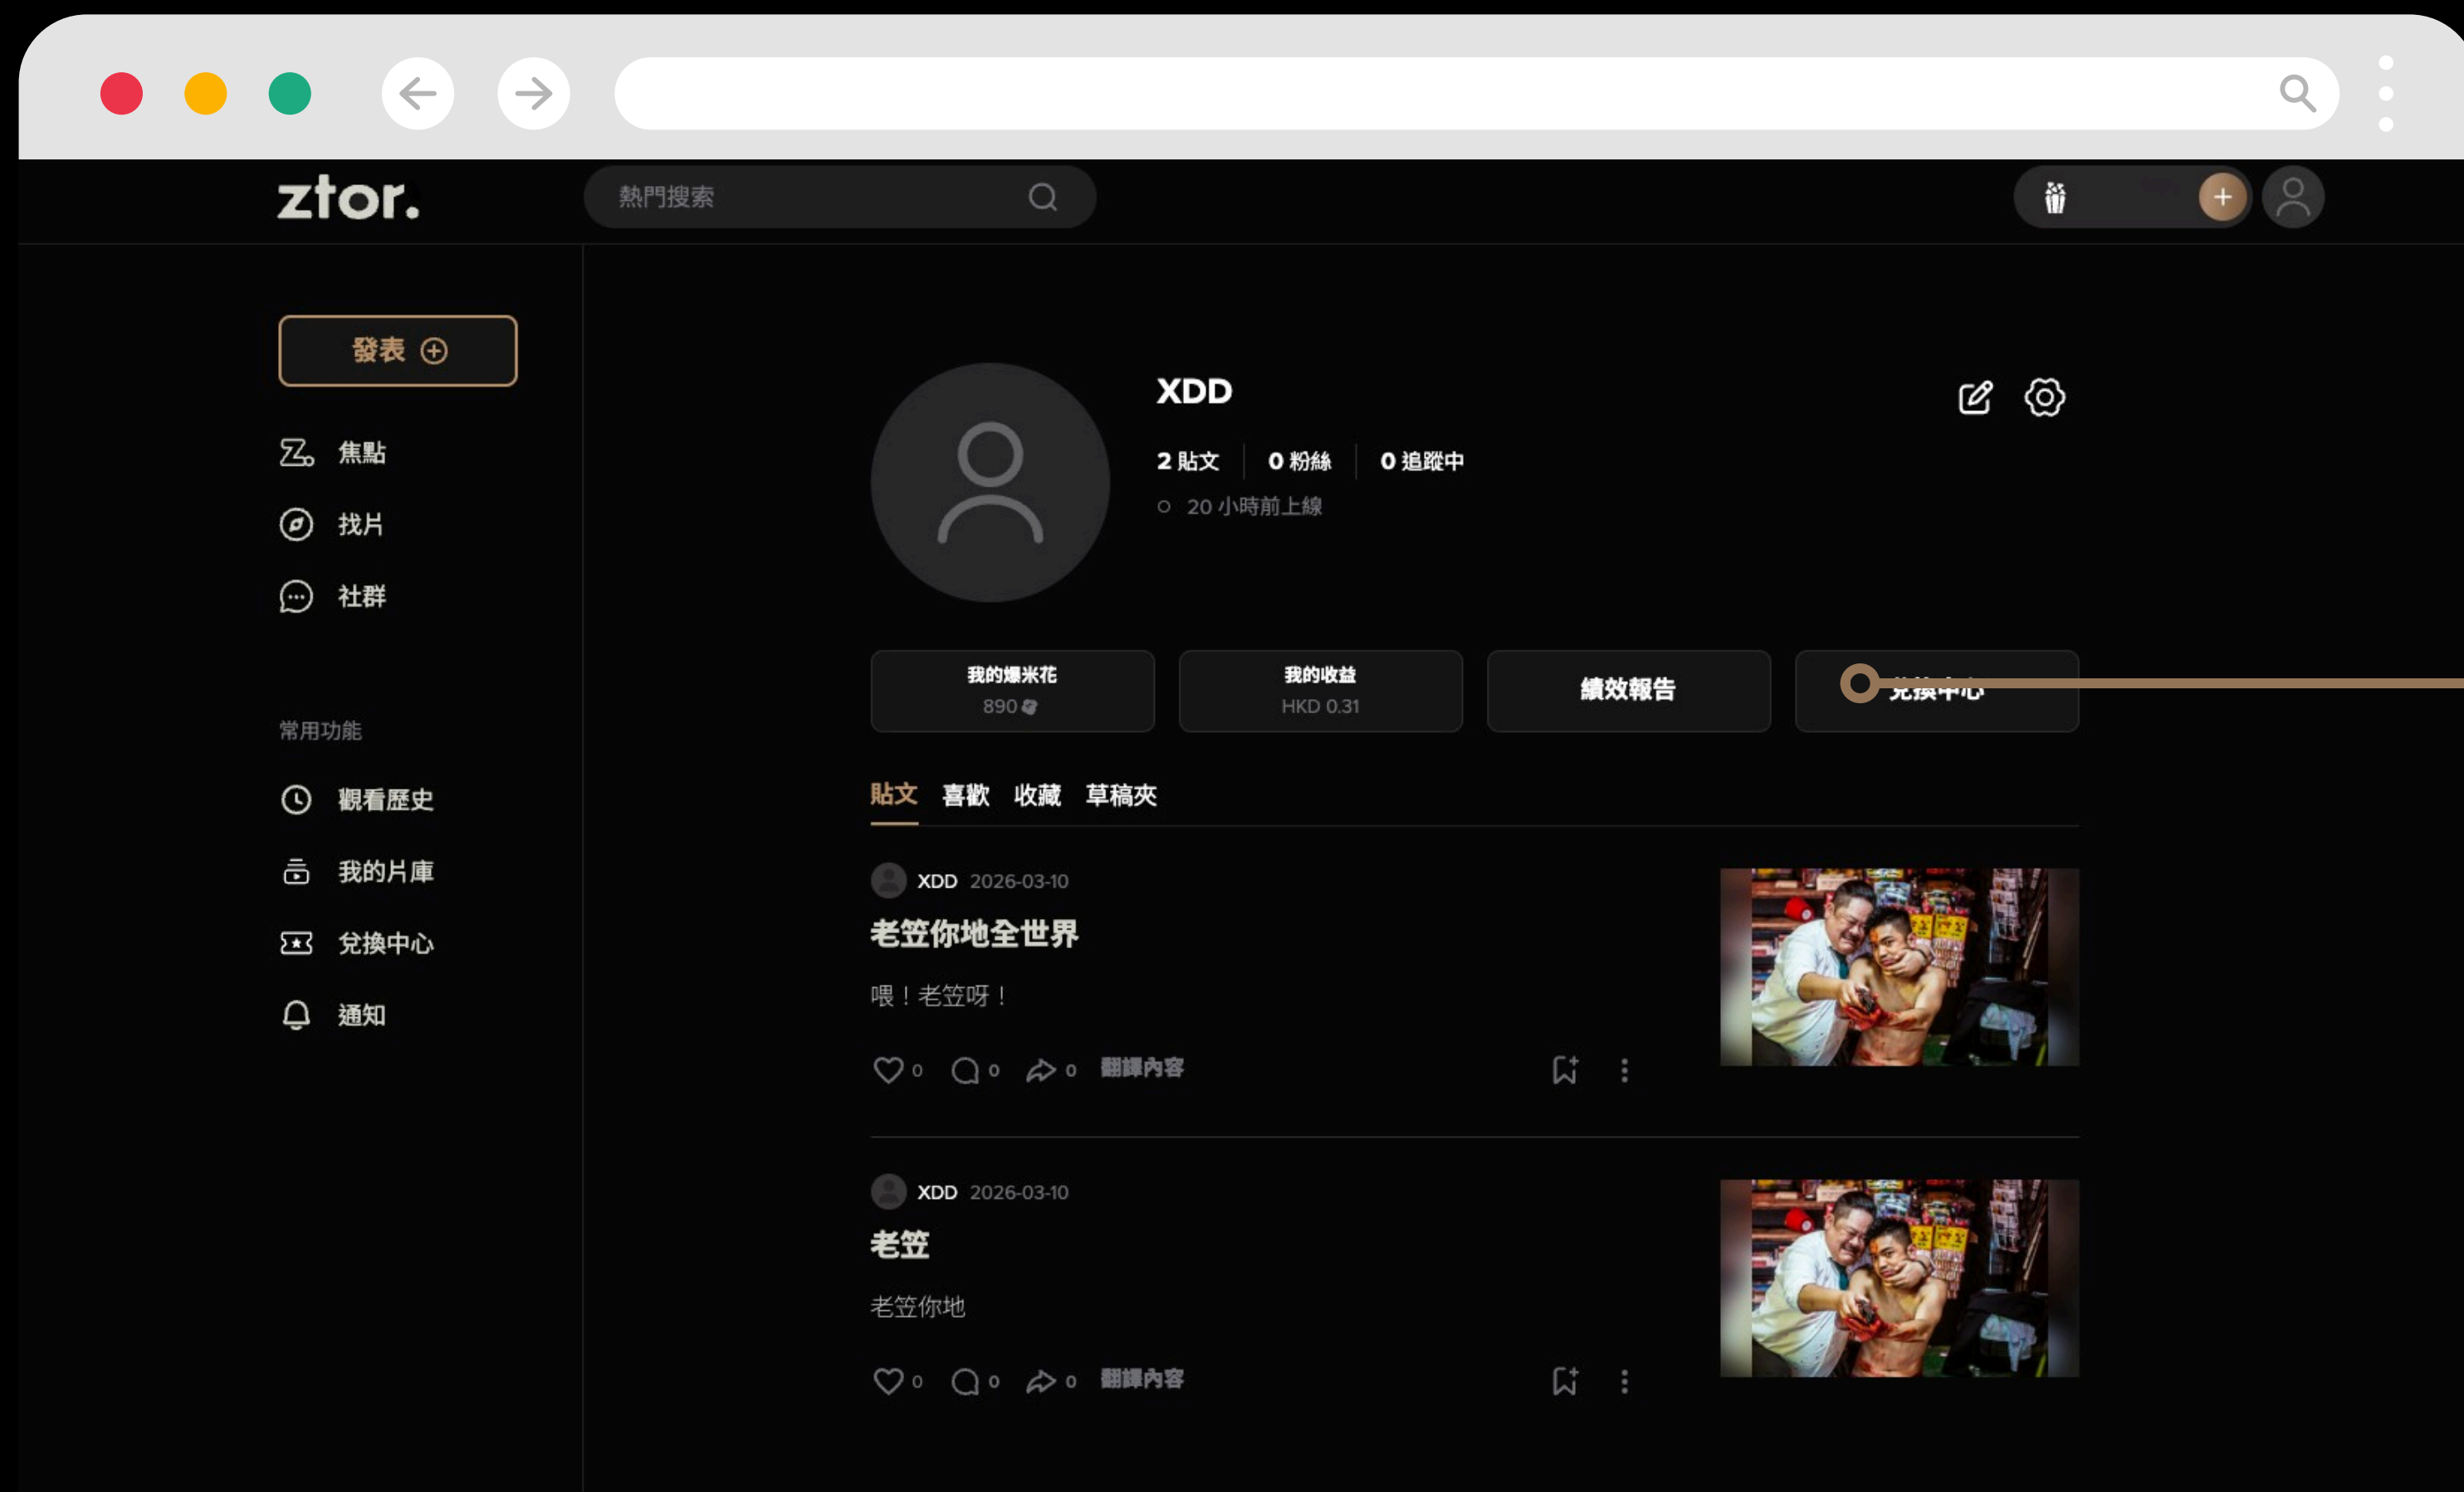 ztor.
熱門搜索
發表
焦點
找片
社群
常用功能
觀看歷史
我的片庫
兌換中心
通知
XDD
2 貼文 0 粉絲 0 追蹤中
20 小時前上線
我的爆米花
890
我的收益
HKD 0.31
績效報告
兌換中心
貼文 喜歡 收藏 草稿夾
XDD 2026-03-10
老笠你地全世界
喂！老笠呀！
0 0 0 翻譯內容
XDD 2026-03-10
老笠
老笠你地
0 0 0 翻譯內容